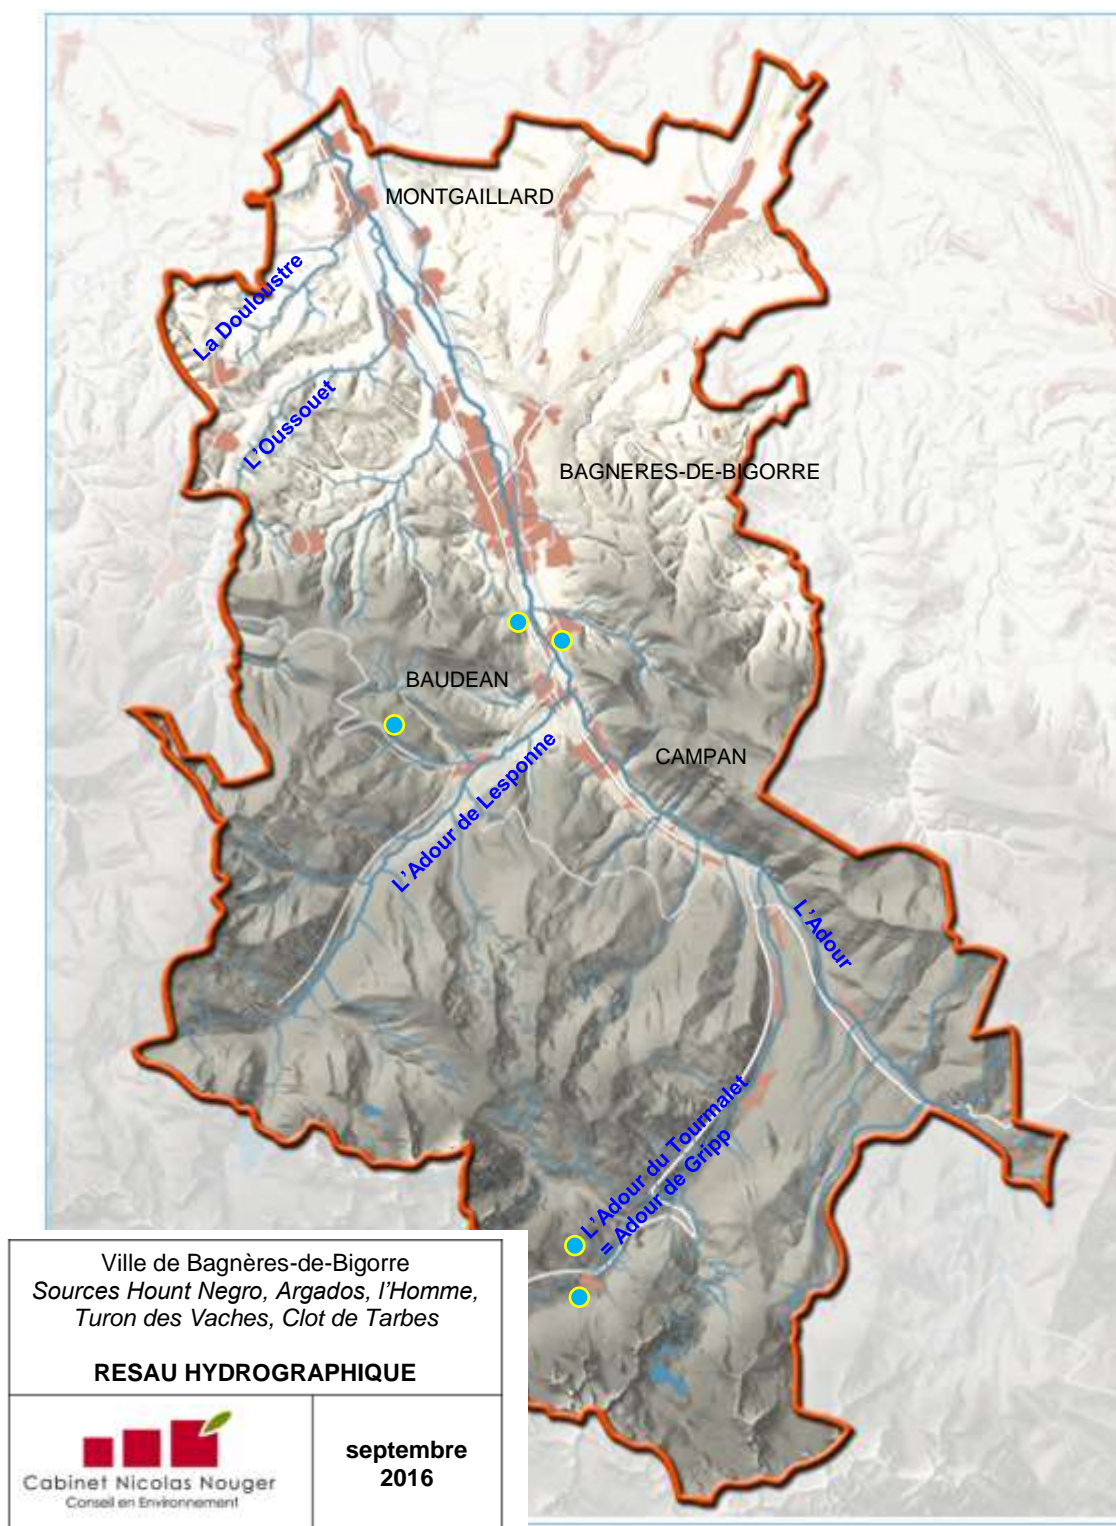 MONTGAILLARD
La Douloustre
L'Oussouet
BAGNERES-DE-BIGORRE
BAUDEAN
CAMPAN
L'Adour de Lesponne
L'Adour
L'Adour du Tourmalet
= Adour de Gripp
Ville de Bagnères-de-Bigorre
Sources Hount Negro, Argados, l'Homme,
Turon des Vaches, Clot de Tarbes
RESAU HYDROGRAPHIQUE
Cabinet Nicolas Nouger
Conseil en Environnement
septembre
2016